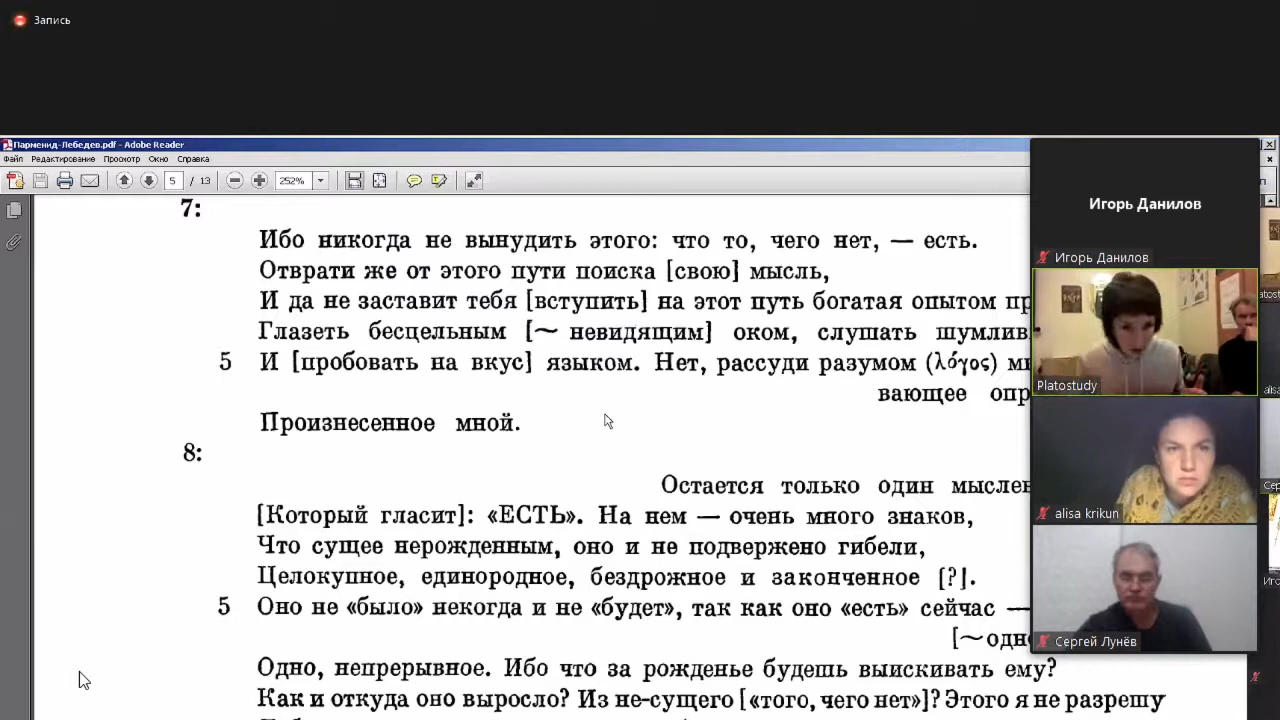 Запись
Парменид-Лебедев.pdf - Adobe Reader
Файл Редактирование Просмотр Окно Справка
5 / 13 252%
7:
Ибо никогда не вынудить этого: что то, чего нет, — есть.
Отврати же от этого пути поиска [свою] мысль,
И да не заставит тебя [вступить] на этот путь богатая опытом
Глазеть бесцельным [~ невидящим] оком, слушать
5 И [пробовать на вкус] языком. Нет, рассуди разумом (λόγος)
вающее
Произнесенное мной.
8:
Остается только один
[Который гласит]: «ЕСТЬ». На нем — очень много знаков,
Что сущее нерожденным, оно и не подвержено гибели,
Целокупное, единородное, бездрожное и законченное [?].
5 Оно не «было» некогда и не «будет», так как оно «есть» сейчас —
Одно, непрерывное. Ибо что за рожденье будешь выискивать ему?
Как и откуда оно выросло? Из не-сущего [«того, чего нет»]? Этого я не разрешу
Игорь Данилов
Игорь Данилов
Platostudy
alisa krikun
Сергей Лунёв